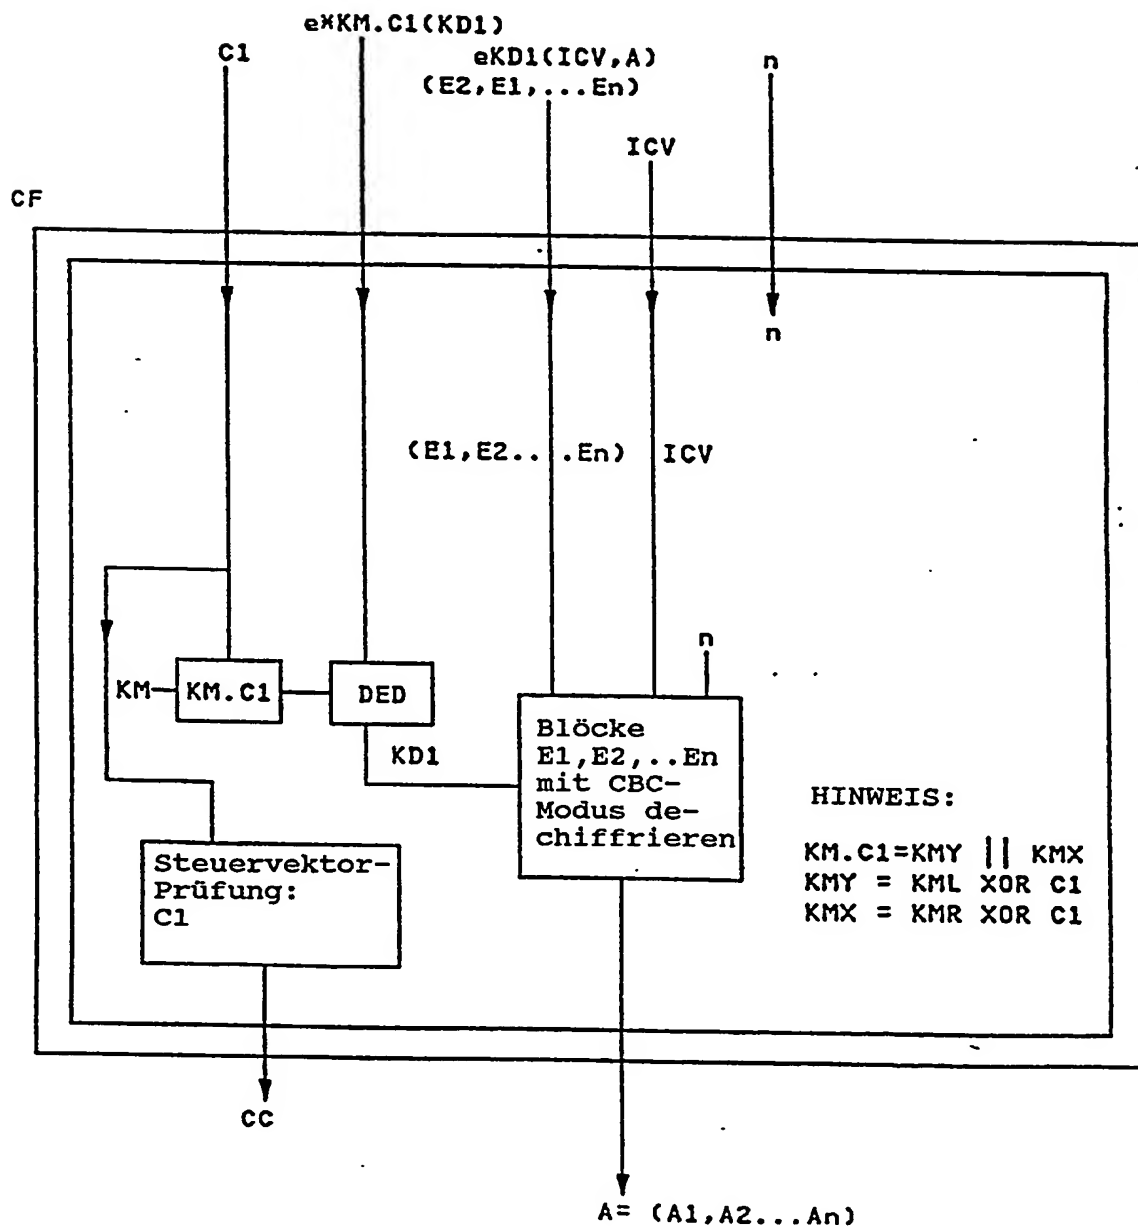 e*KM.C1(KD1)
C1
eKD1(ICV,A)
(E2,E1,...En)
n
ICV
CF
n
(E1,E2....En)
ICV
n
KM
KM.C1
DED
KD1
Blöcke
E1,E2,..En
mit CBC-
Modus de-
chiffrieren
HINWEIS:
KM.C1=KMY || KMX
KMY = KML XOR C1
KMX = KMR XOR C1
Steuervektor-
Prüfung:
C1
CC
A= (A1,A2...An)